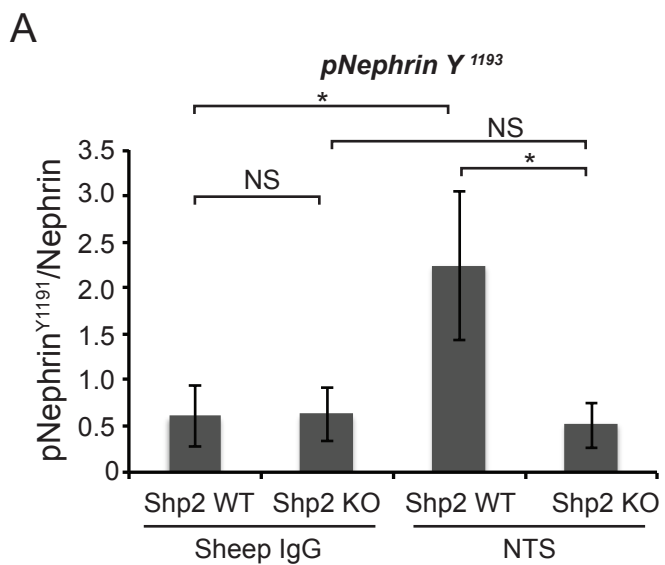 A
pNephrin Y 1193
*
NS
NS
*
3.5
3.0
2.5
2.0
1.5
1.0
0.5
0
pNephrinY1191/Nephrin
Shp2 WT Shp2 KO Shp2 WT Shp2 KO
Sheep IgG NTS